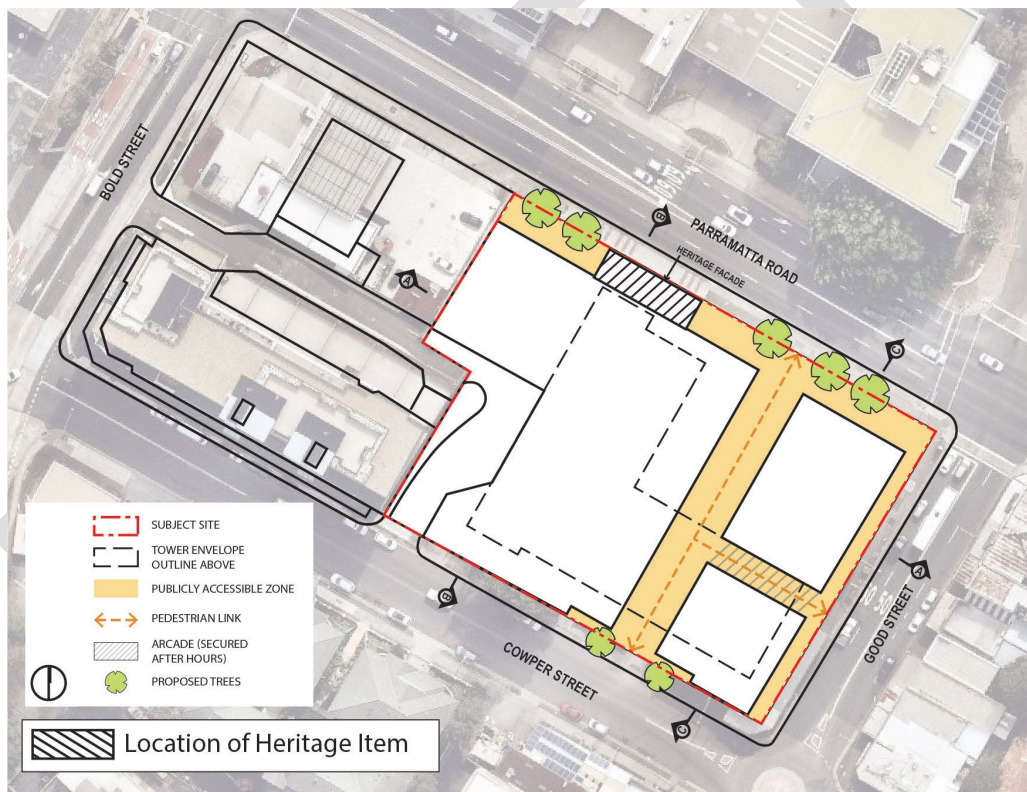 BOLD STREET
B
PARRAMATTA ROAD
HERITAGE FACADE
A
C
SUBJECT SITE
TOWER ENVELOPE
OUTLINE ABOVE
PUBLICLY ACCESSIBLE ZONE
PEDESTRIAN LINK
ARCADE (SECURED
AFTER HOURS)
PROPOSED TREES
B
COWPER STREET
C
A
GOOD STREET
Location of Heritage Item